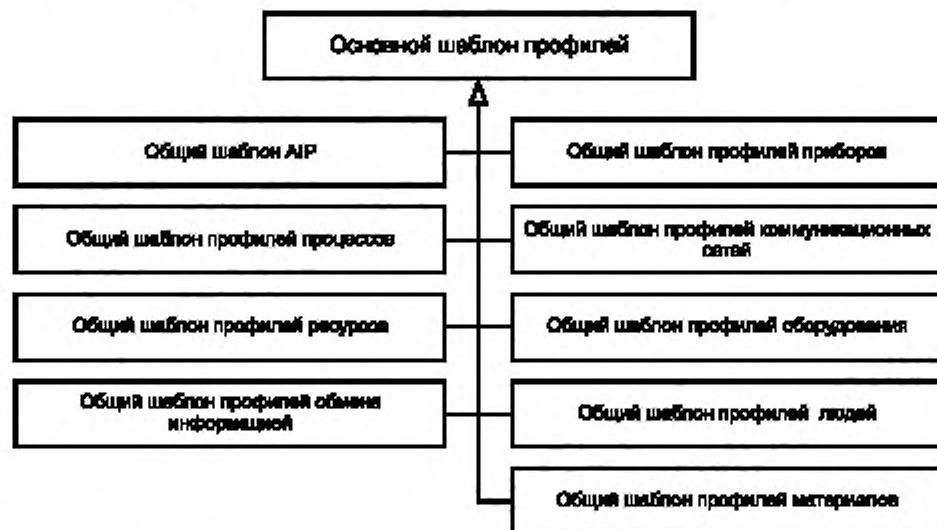 Основной шаблон профилей
Общий шаблон AIP
Общий шаблон профилей приборов
Общий шаблон профилей процессов
Общий шаблон профилей коммуникационных
сетей
Общий шаблон профилей ресурсов
Общий шаблон профилей оборудования
Общий шаблон профилей обмена
информацией
Общий шаблон профилей людей
Общий шаблон профилей материалов